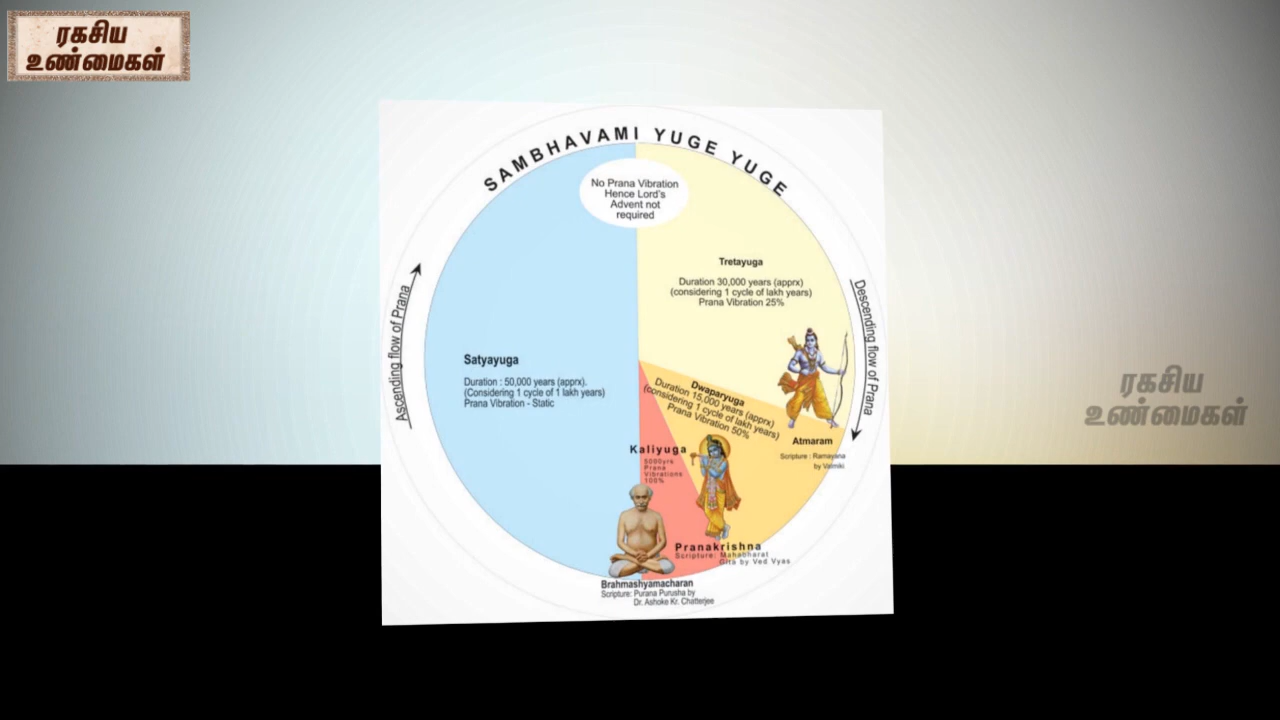 ரகசிய
உண்மைகள்
SAMBHAVAMI YUGE YUGE
No Prana Vibration
Hence Lord's
Advent not
required
Tretayuga
Duration 30,000 years (apprx)
(considering 1 cycle of lakh years)
Prana Vibration 25%
Ascending flow of Prana
Descending flow of Prana
Satyayuga
Duration : 50,000 years (apprx).
(Considering 1 cycle of 1 lakh years)
Prana Vibration - Static
Dwaparyuga
Duration 15,000 years (apprx)
(considering 1 cycle of lakh years)
Prana Vibration 50%
ரகசிய
உண்மைகள்
Atmaram
Scripture : Ramayana
by Valmiki
Kaliyuga
5000yrs
Prana
Vibrations
100%
Pranakrishna
Scripture: Mahabharat
Gita by Ved Vyas
Brahmashyamacharan
Scripture: Purana Purusha by
Dr. Ashoke Kr. Chatterjee